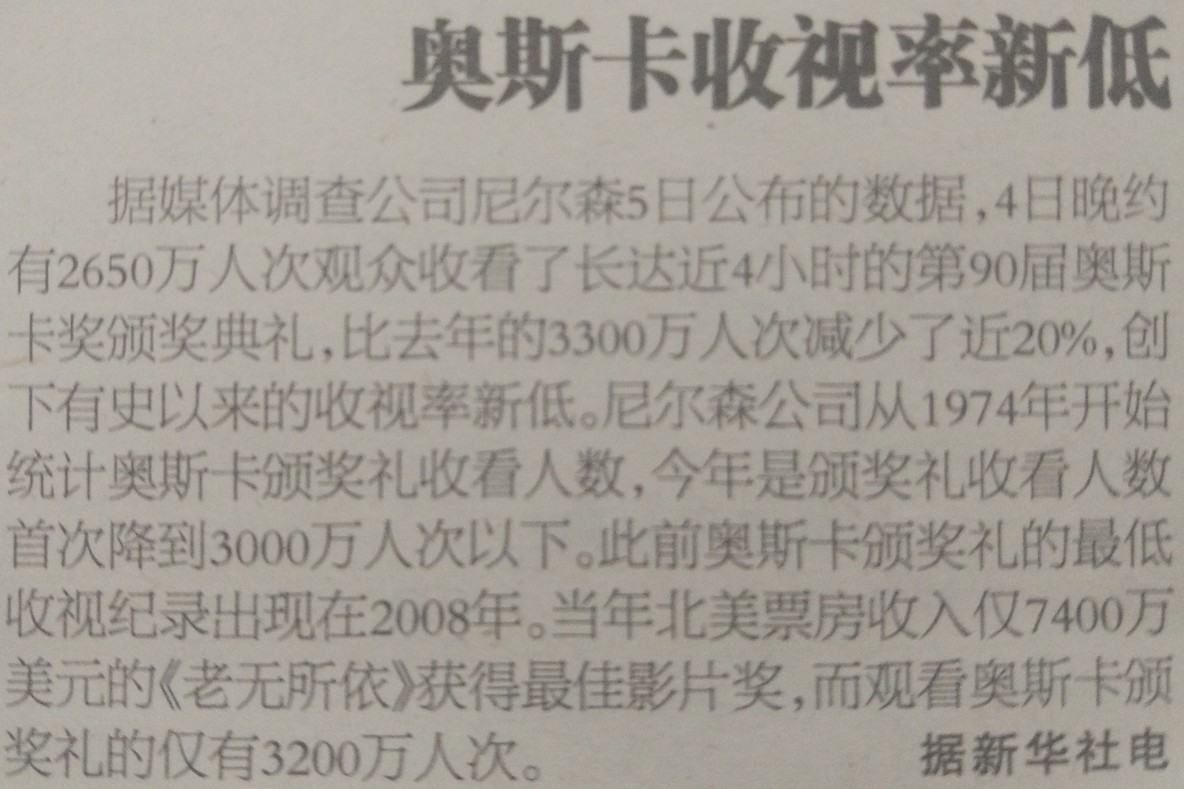 奥斯卡收视率新低
据媒体调查公司尼尔森5日公布的数据,4日晚约
有2650万人次观众收看了长达近4小时的第90届奥斯
卡奖颁奖典礼,比去年的3300万人次减少了近20%,创
下有史以来的收视率新低。尼尔森公司从1974年开始
统计奥斯卡颁奖礼收看人数,今年是颁奖礼收看人数
首次降到3000万人次以下。此前奥斯卡颁奖礼的最低
收视纪录出现在2008年。当年北美票房收入仅7400万
美元的《老无所依》获得最佳影片奖,而观看奥斯卡颁
奖礼的仅有3200万人次。 据新华社电